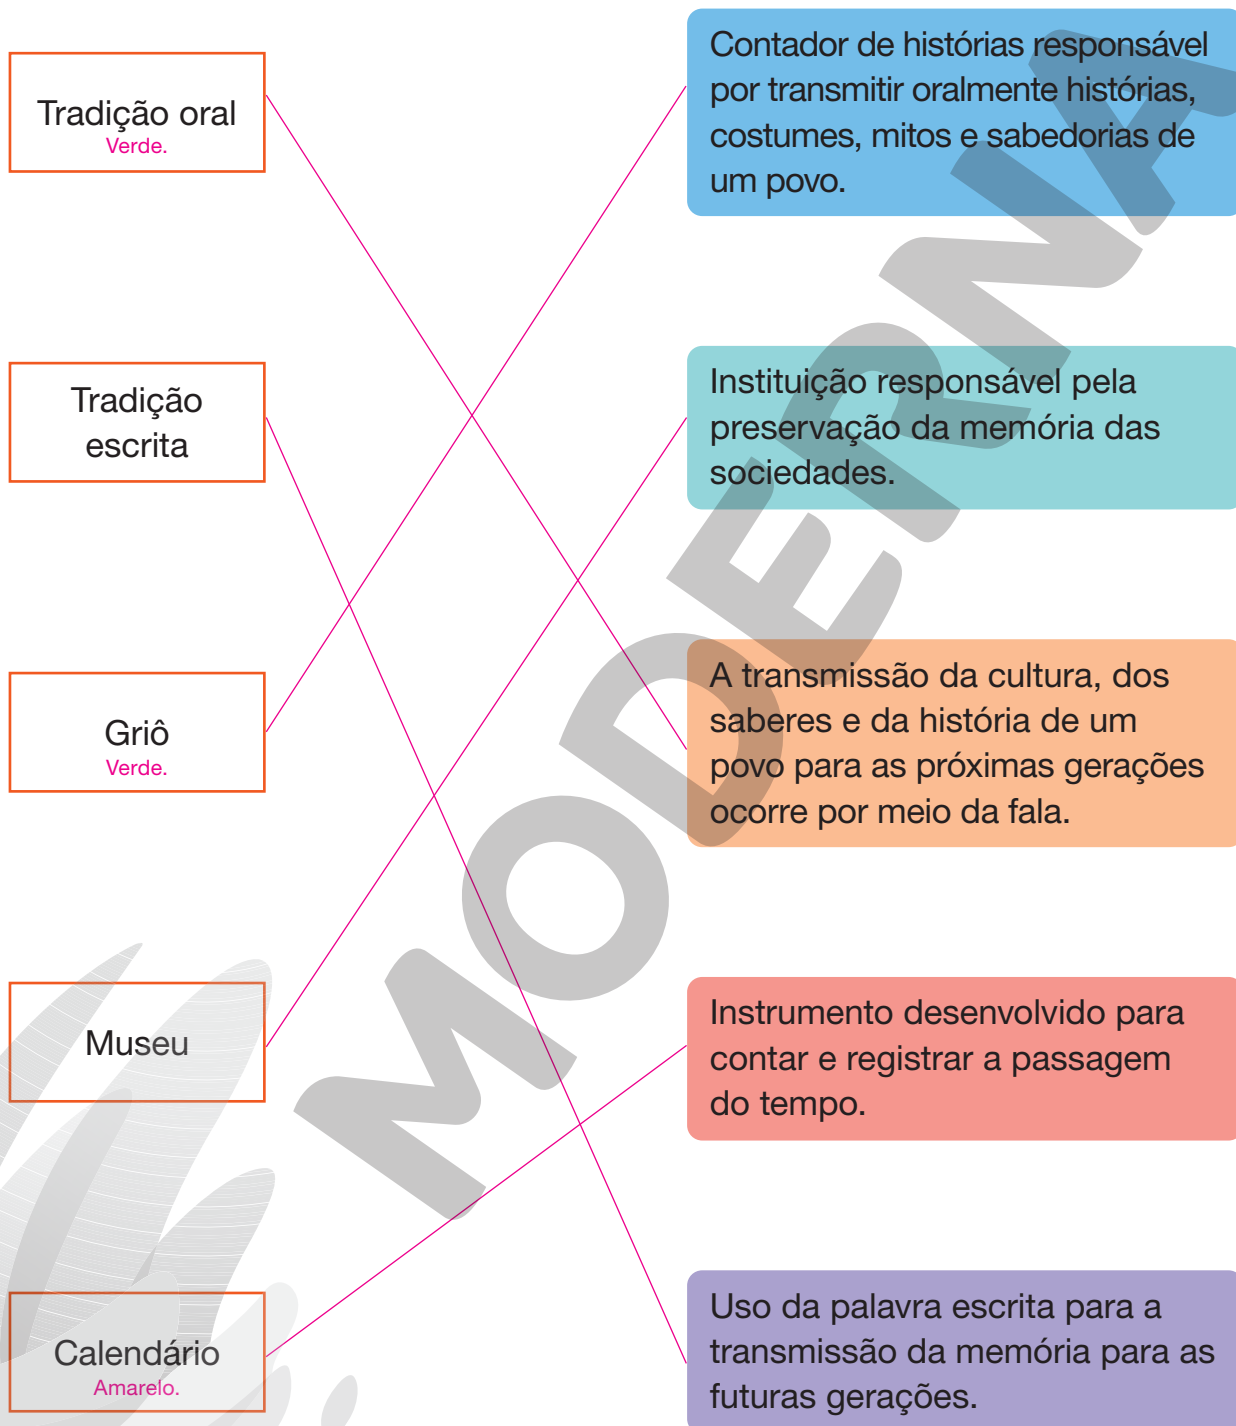 Tradição oral
Verde.
Contador de histórias responsável
por transmitir oralmente histórias,
costumes, mitos e sabedorias de
um povo.
Tradição
escrita
Instituição responsável pela
preservação da memória das
sociedades.
Griô
Verde.
A transmissão da cultura, dos
saberes e da história de um
povo para as próximas gerações
ocorre por meio da fala.
Museu
Instrumento desenvolvido para
contar e registrar a passagem
do tempo.
Calendário
Amarelo.
Uso da palavra escrita para a
transmissão da memória para as
futuras gerações.
MODERNA